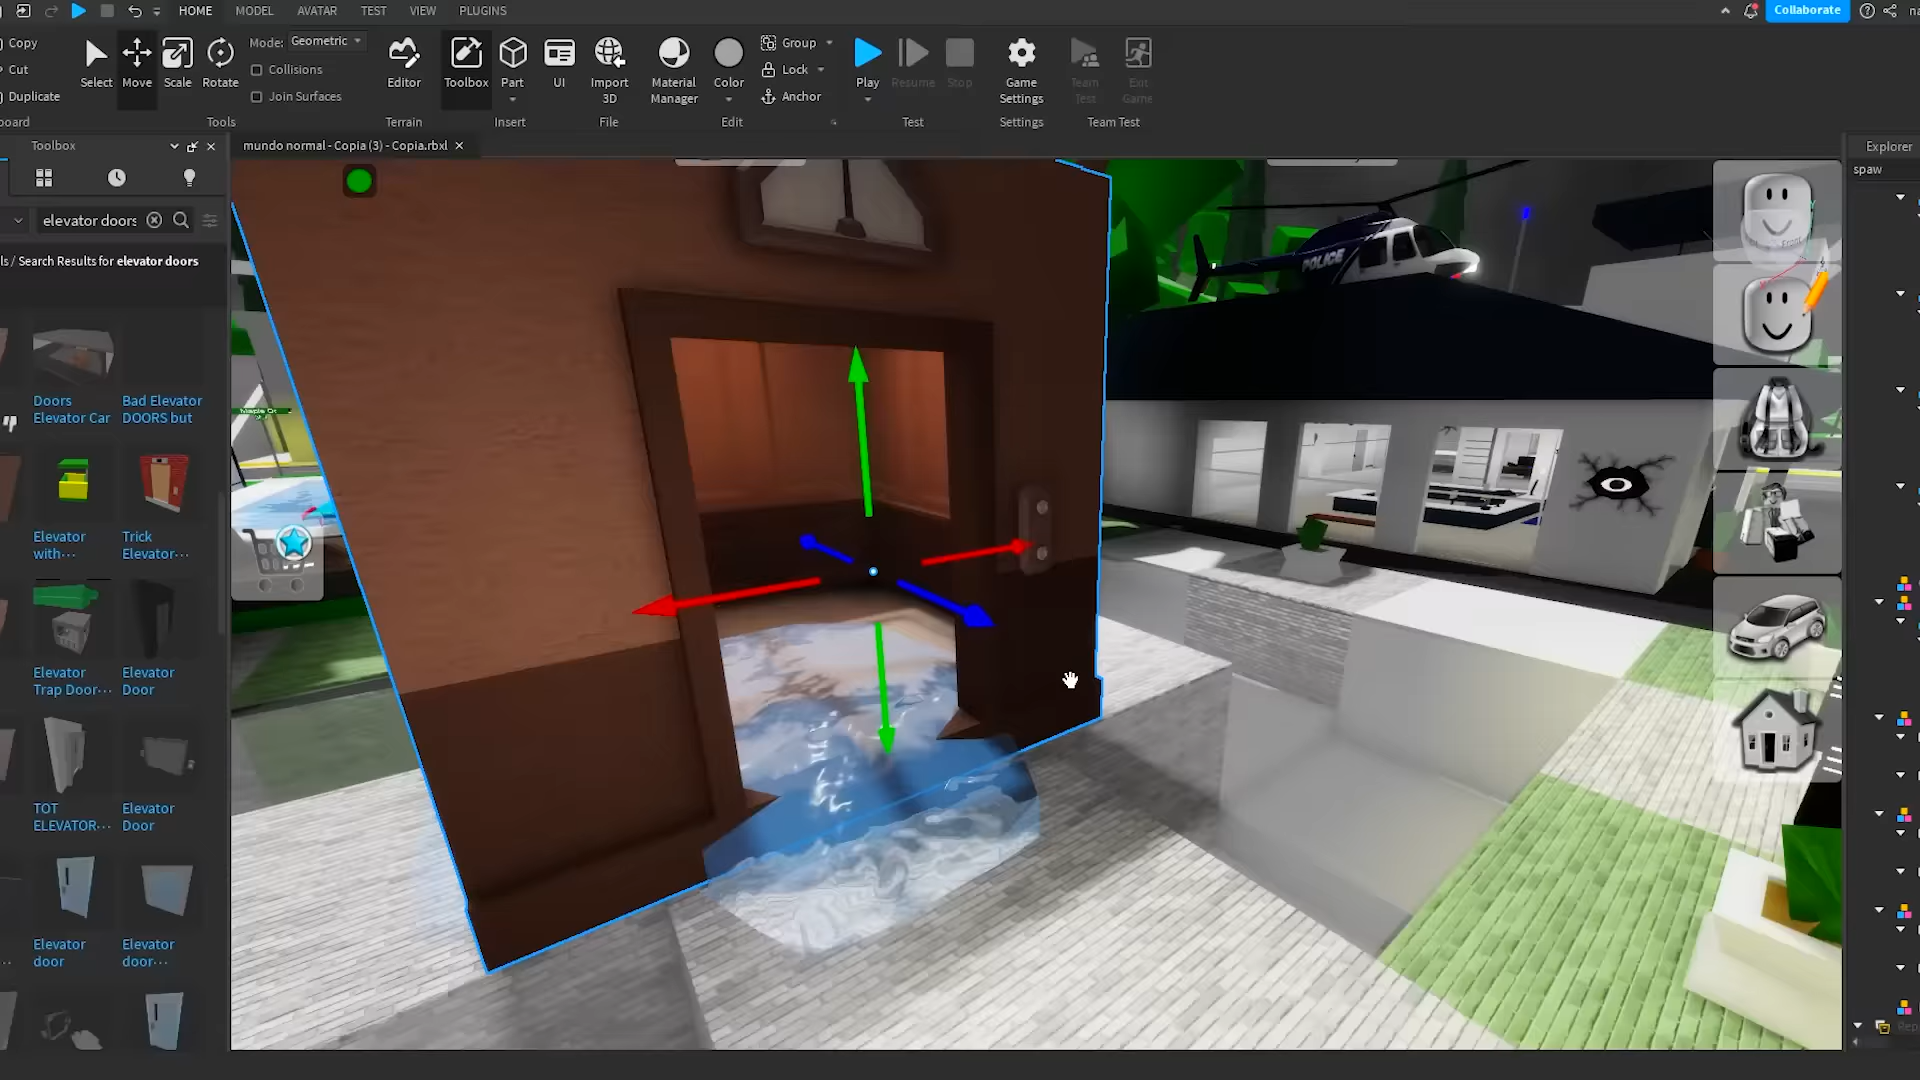 HOME MODEL AVATAR TEST VIEW PLUGINS
Collaborate
Copy
Cut
Duplicate
Select
Move
Scale
Rotate
Mode: Geometric
Collisions
Join Surfaces
Tools
Editor
Terrain
Toolbox
Part
UI
Insert
Import
3D
File
Material
Manager
Color
Group
Lock
Anchor
Edit
Play
Resume
Stop
Test
Game
Settings
Settings
Team
Test
Exit
Game
Team Test
Toolbox
mundo normal - Copia (3) - Copia.rbxl
Explorer
spaw
elevator doors
ls / Search Results for elevator doors
Doors
Elevator Car
Bad Elevator
DOORS but
Elevator
with...
Trick
Elevator...
Elevator
Trap Door...
Elevator
Door
TOT
ELEVATOR...
Elevator
Door
Elevator
door
Elevator
door...
POLICE
Front